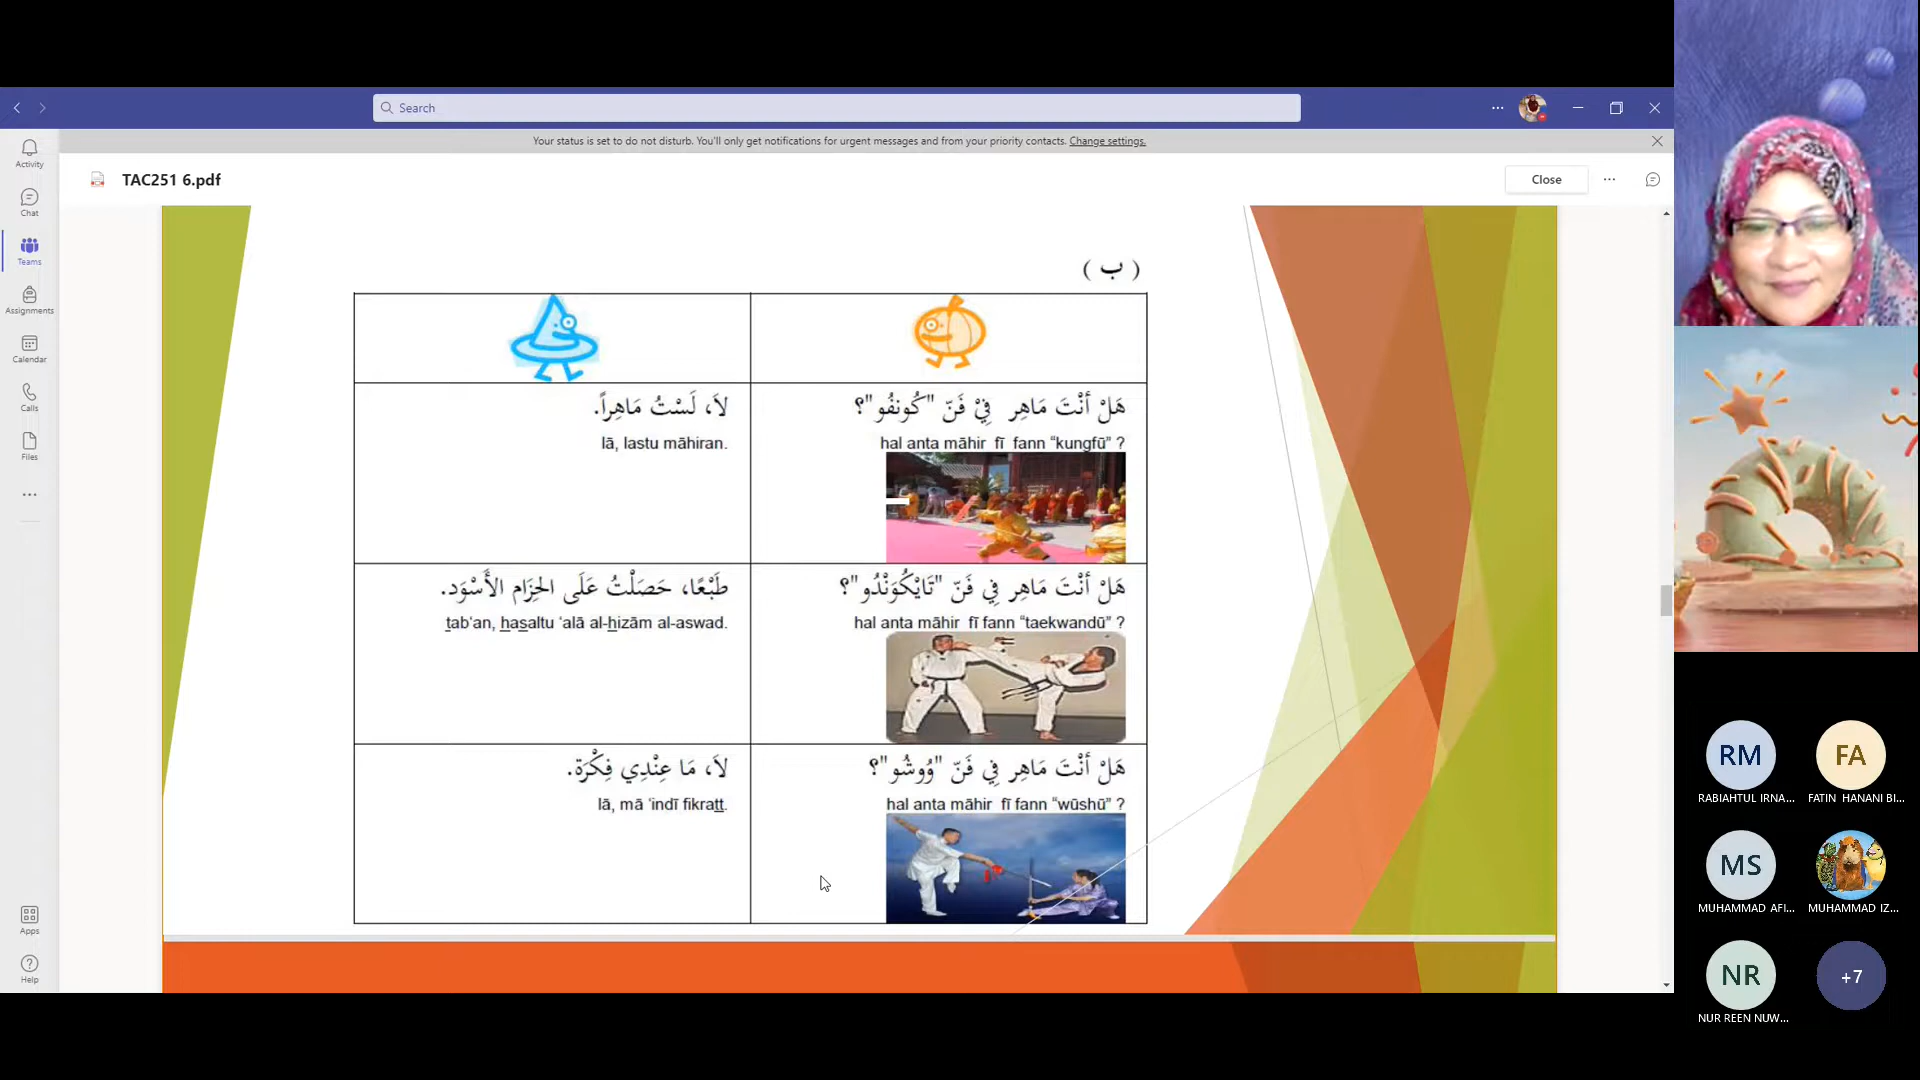 Search
Your status is set to do not disturb. You'll only get notifications for urgent messages and from your priority contacts. Change settings.
Activity
Chat
Teams
Assignments
Calendar
Calls
Files
Apps
Help
TAC251 6.pdf
Close
( ب )
هَلْ أَنْتَ مَاهِر فِيْ فَنّ "كُونفُو"؟
hal anta māhir fī fann “kungfū” ?
لاَ، لَسْتُ مَاهِراً.
lā, lastu māhiran.
هَلْ أَنْتَ مَاهِر فِي فَنّ "تَايْكُوَنْدُو"؟
hal anta māhir fī fann “taekwandū” ?
طَبْعًا، حَصَلْتُ عَلَى الحِزَام الأَسْوَد.
tab‘an, hasaltu ‘alā al-hizām al-aswad.
هَلْ أَنْتَ مَاهِر فِي فَنّ "وُوشُو"؟
hal anta māhir fī fann “wūshū” ?
لاَ، مَا عِنْدِي فِكْرَة.
lā, mā ‘indī fikratt.
RM
RABIAHTUL IRNA...
FA
FATIN HANANI BI...
MS
MUHAMMAD AFI...
MUHAMMAD IZ...
NR
NUR REEN NUW...
+7